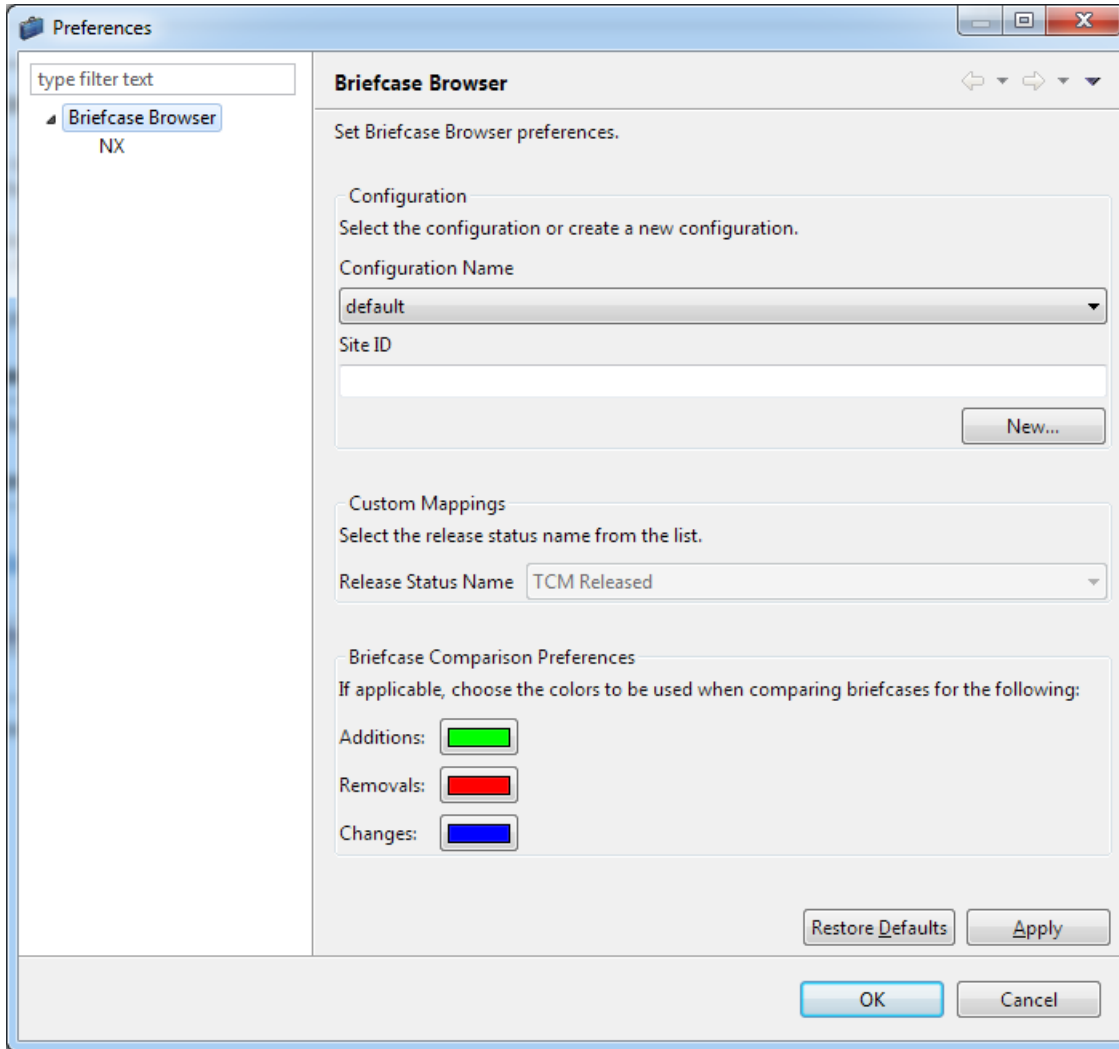 Preferences
type filter text
Briefcase Browser
NX
Briefcase Browser
Set Briefcase Browser preferences.
Configuration
Select the configuration or create a new configuration.
Configuration Name
default
Site ID
New...
Custom Mappings
Select the release status name from the list.
Release Status Name TCM Released
Briefcase Comparison Preferences
If applicable, choose the colors to be used when comparing briefcases for the following:
Additions:
Removals:
Changes:
Restore Defaults Apply
OK Cancel